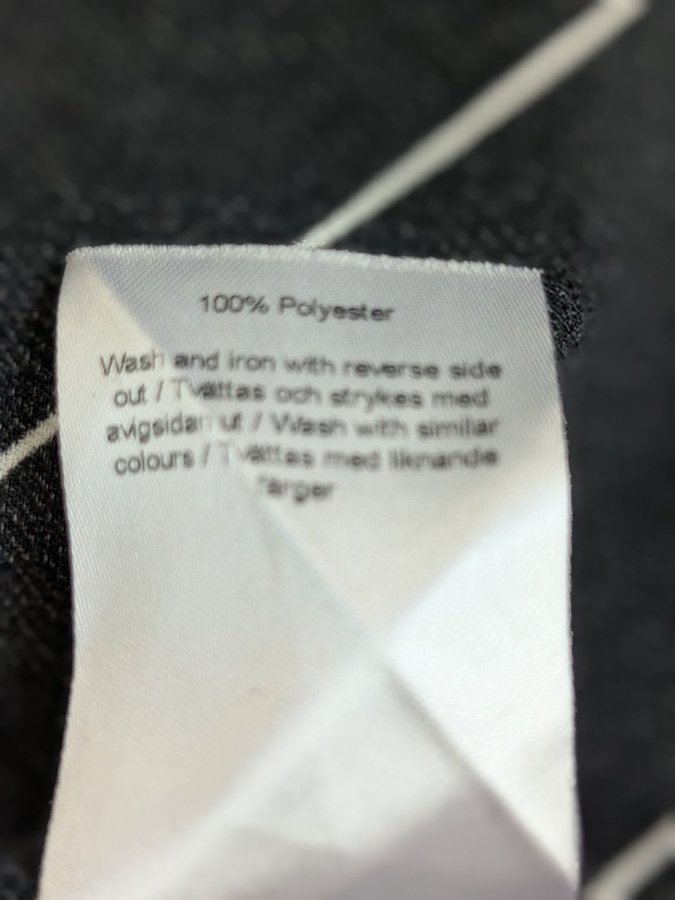 100% Polyester
Wash and iron with reverse side
out / Tvättas och strykes med
avigsidan ut / Wash with similar
colours / Tvättas med liknande
färger